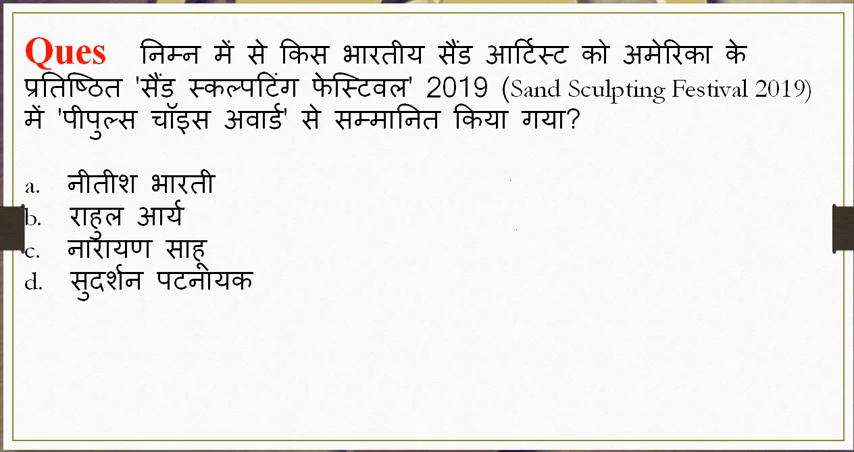 Ques निम्न में से किस भारतीय सैंड आर्टिस्ट को अमेरिका के
प्रतिष्ठित 'सैंड स्कल्पटिंग फेस्टिवल' 2019 (Sand Sculpting Festival 2019)
में 'पीपुल्स चॉइस अवार्ड' से सम्मानित किया गया?
a. नीतीश भारती
b. राहुल आर्य
c. नारायण साहू
d. सुदर्शन पटनायक